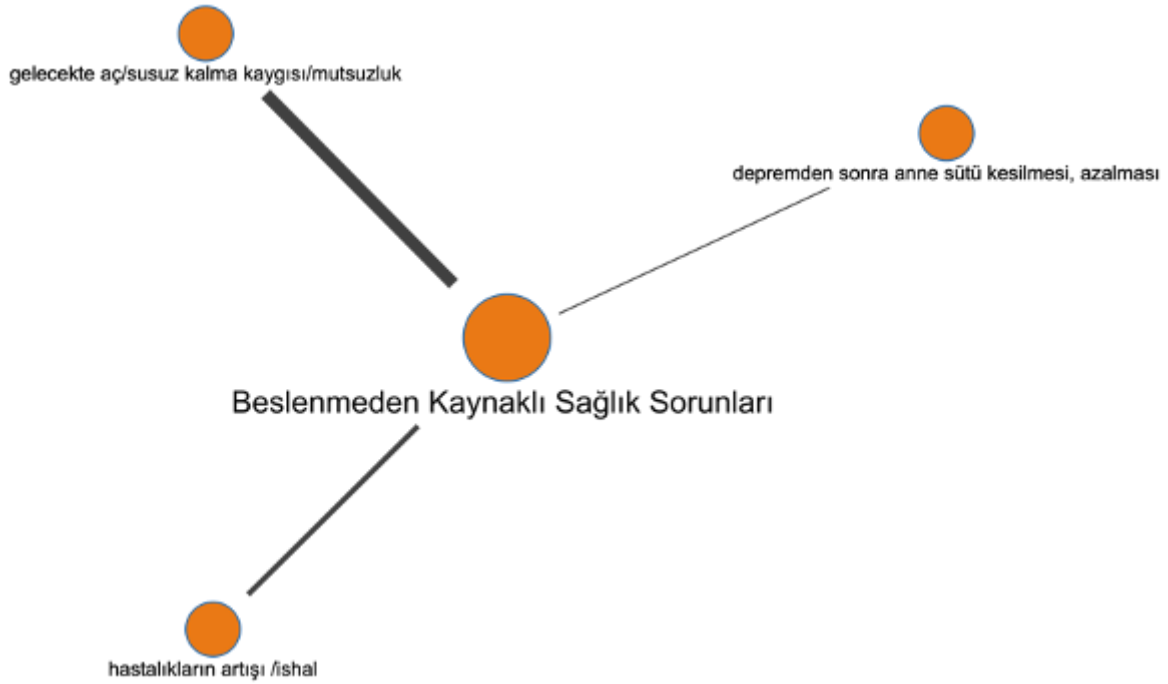 gelecekte aç/susuz kalma kaygısı/mutsuzluk
depremden sonra anne sütü kesilmesi, azalması
Beslenmeden Kaynaklı Sağlık Sorunları
hastalıkların artışı /ishal